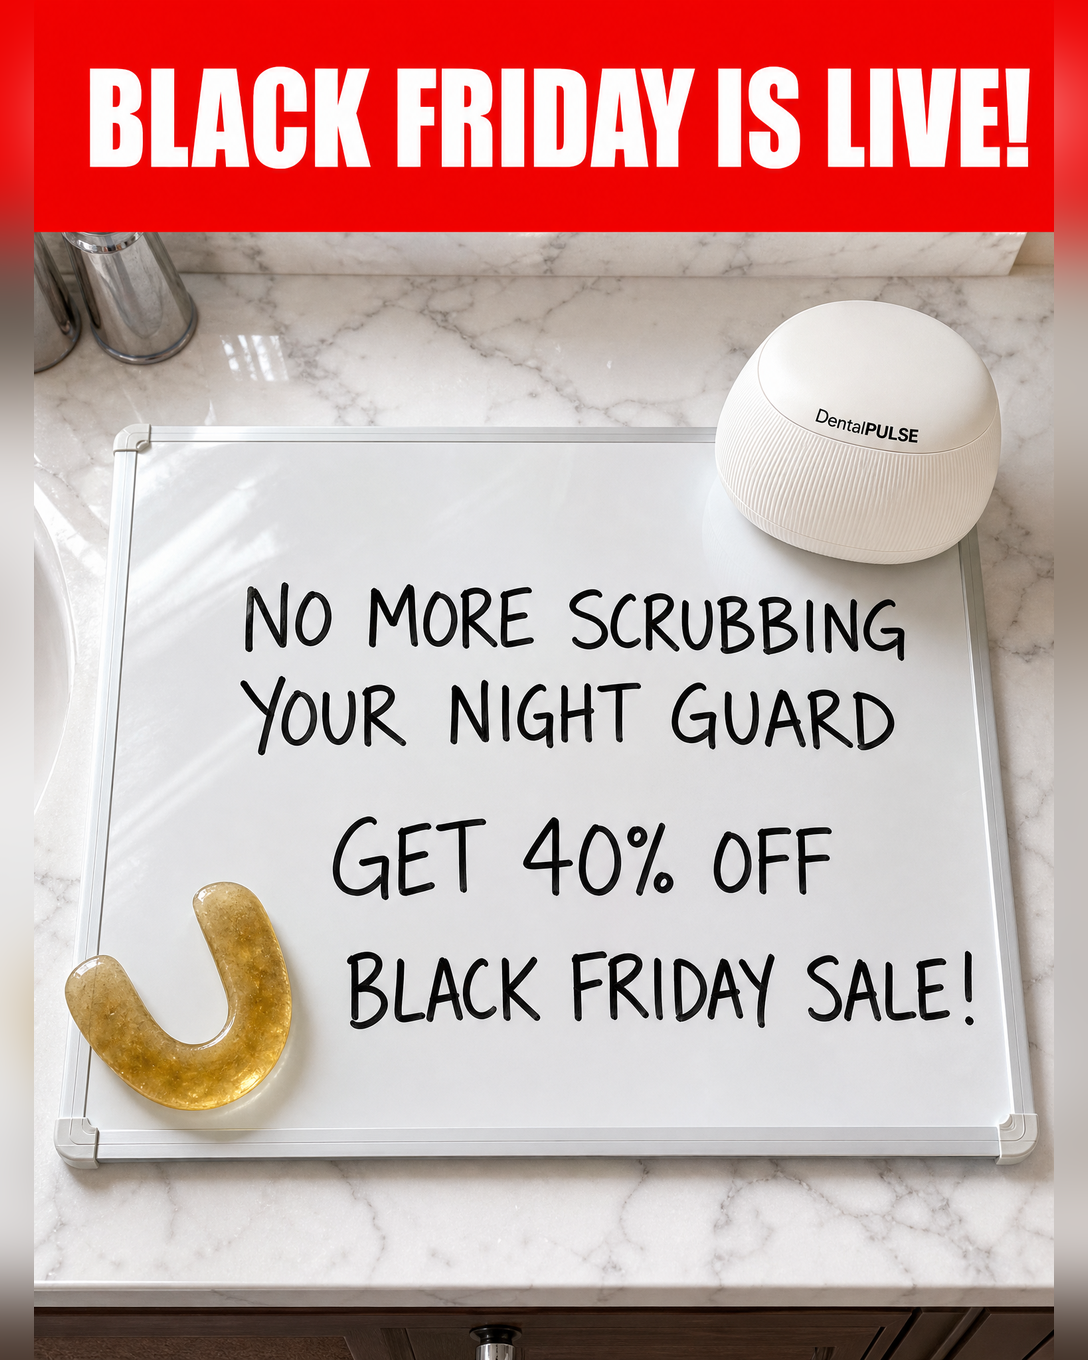 BLACK FRIDAY IS LIVE!
DentalPULSE
NO MORE SCRUBBING
YOUR NIGHT GUARD
GET 40% OFF
BLACK FRIDAY SALE!